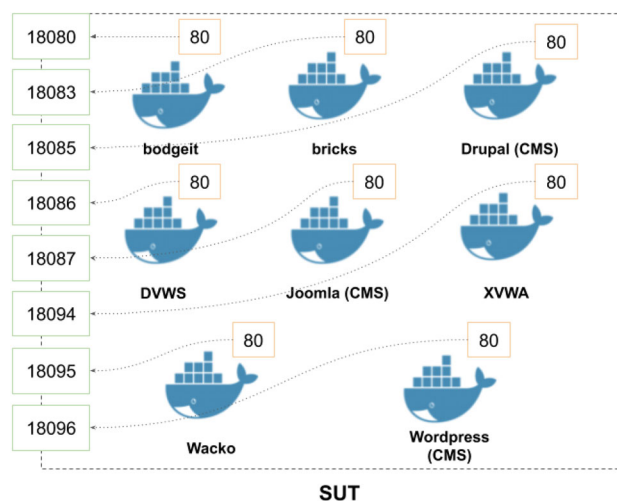 18080
80
80
80
18083
bodgeit
bricks
Drupal (CMS)
18085
80
80
80
18086
18087
DVWS
Joomla (CMS)
XVWA
18094
80
80
18095
18096
Wacko
Wordpress
(CMS)
SUT